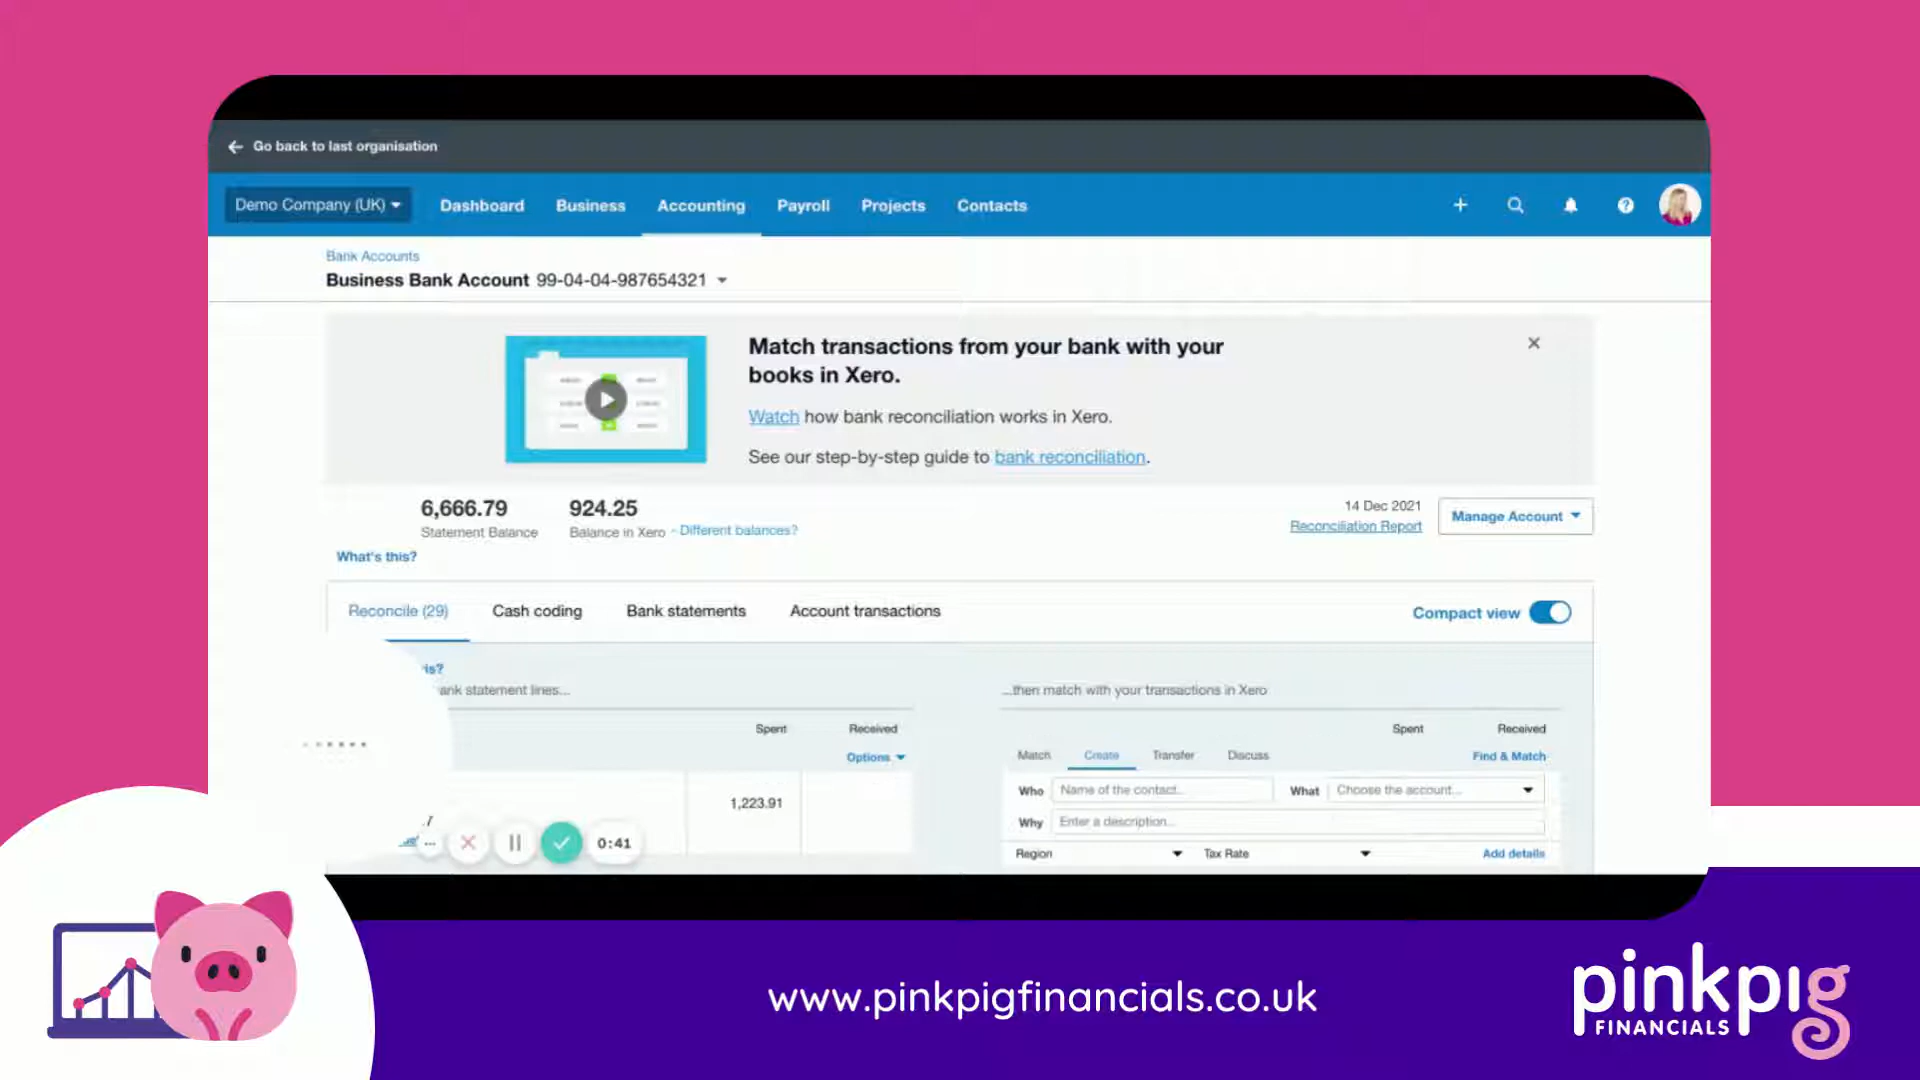 Go back to last organisation
Demo Company (UK) Dashboard Business Accounting Payroll Projects Contacts
Bank Accounts
Business Bank Account 99-04-04-987654321
Match transactions from your bank with your
books in Xero.
Watch how bank reconciliation works in Xero.
See our step-by-step guide to bank reconciliation.
6,666.79 924.25 14 Dec 2021
Statement Balance Balance in Xero - Different balances? Reconciliation Report Manage Account
What's this?
Reconcile (29) Cash coding Bank statements Account transactions Compact view
is?
ank statement lines... ...then match with your transactions in Xero
Spent Received Spent Received
Options Match Create Transfer Discuss Find & Match
Who Name of the contact... What Choose the account...
1,223.91
Why Enter a description...
0:41
Region Tax Rate Add details
www.pinkpigfinancials.co.uk
pinkpig
FINANCIALS